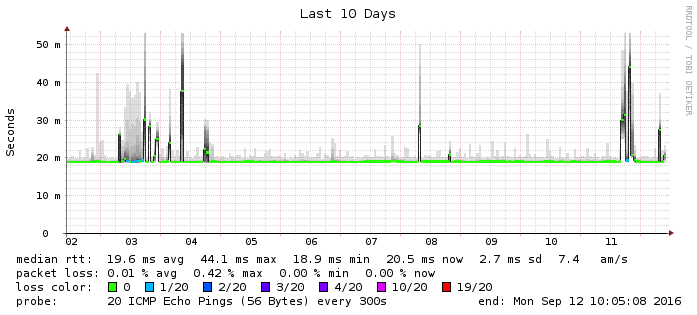 Last 10 Days
RRDTOOL / TOBI OETIKER
Seconds
50 m
40 m
30 m
20 m
10 m
0
02 03 04 05 06 07 08 09 10 11
median rtt: 19.6 ms avg 44.1 ms max 18.9 ms min 20.5 ms now 2.7 ms sd 7.4 am/s
packet loss: 0.01 % avg 0.42 % max 0.00 % min 0.00 % now
loss color: 0 1/20 2/20 3/20 4/20 10/20 19/20
probe: 20 ICMP Echo Pings (56 Bytes) every 300s end: Mon Sep 12 10:05:08 2016